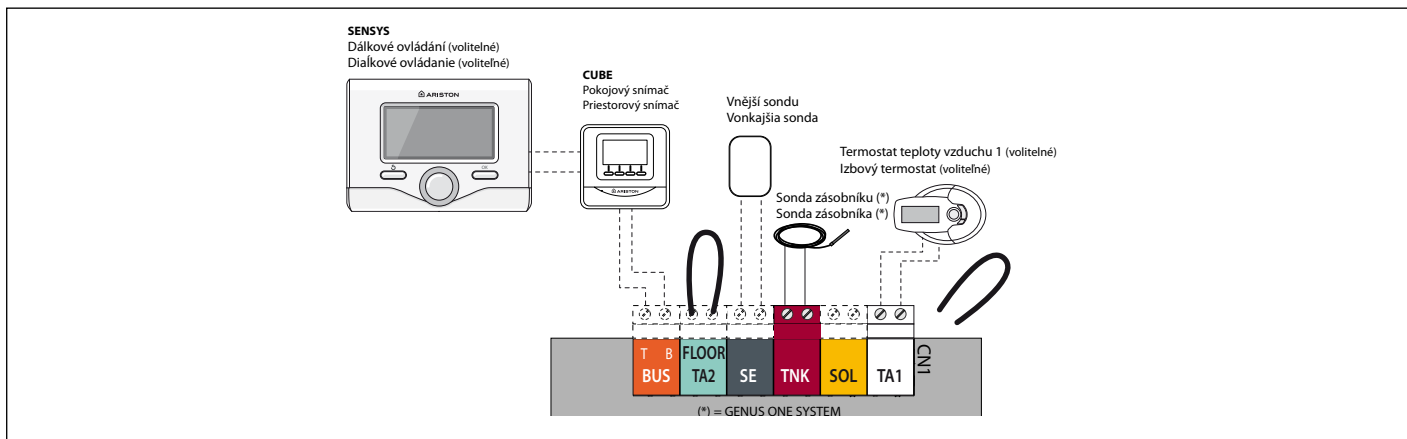 SENSYS
Dálkové ovládání (volitelné)
Diaľkové ovládanie (voliteľné)
ARISTON
OK
CUBE
Pokojový snímač
Priestorový snímač
ARISTON
Vnější sondu
Vonkajšia sonda
Termostat teploty vzduchu 1 (volitelné)
Izbový termostat (voliteľné)
Sonda zásobníku (*)
Sonda zásobníka (*)
T B
BUS
FLOOR
TA2
SE
TNK
SOL
TA1
CN1
(*) = GENUS ONE SYSTEM